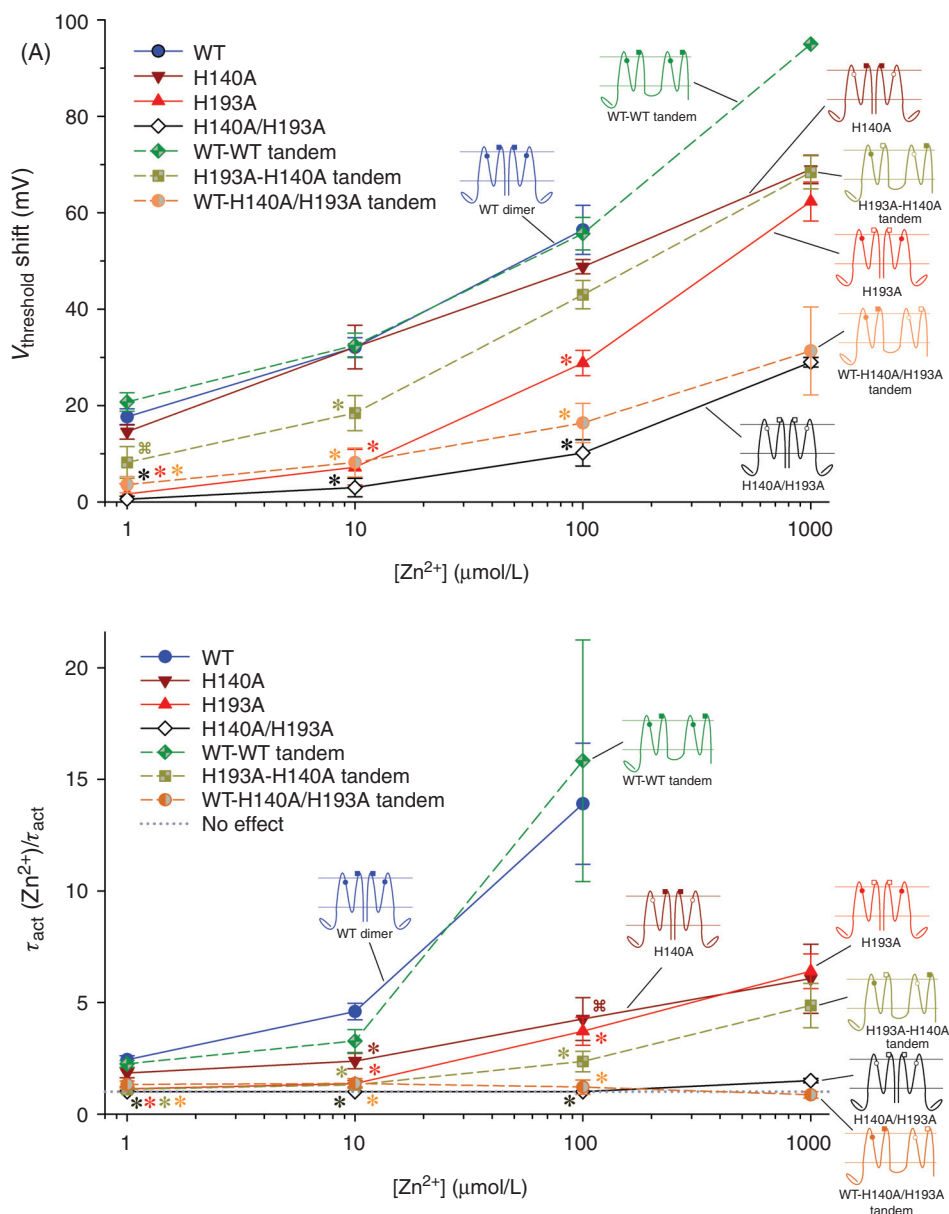 (A)
100
80
60
40
20
0
V threshold shift (mV)
WT
H140A
H193A
H140A/H193A
WT-WT tandem
H193A-H140A tandem
WT-H140A/H193A tandem
WT dimer
WT-WT tandem
H140A
H193A-H140A
tandem
H193A
WT-H140A/H193A
tandem
H140A/H193A
* * *
* * * *
* * *
⌘
1 10 100 1000
[Zn²⁺] (μmol/L)
20
15
10
5
0
τact (Zn²⁺)/τact
WT
H140A
H193A
H140A/H193A
WT-WT tandem
H193A-H140A tandem
WT-H140A/H193A tandem
No effect
WT dimer
WT-WT tandem
H140A
H193A
H193A-H140A
tandem
H140A/H193A
WT-H140A/H193A
tandem
* * * *
* * * * *
⌘ * * * *
1 10 100 1000
[Zn²⁺] (μmol/L)